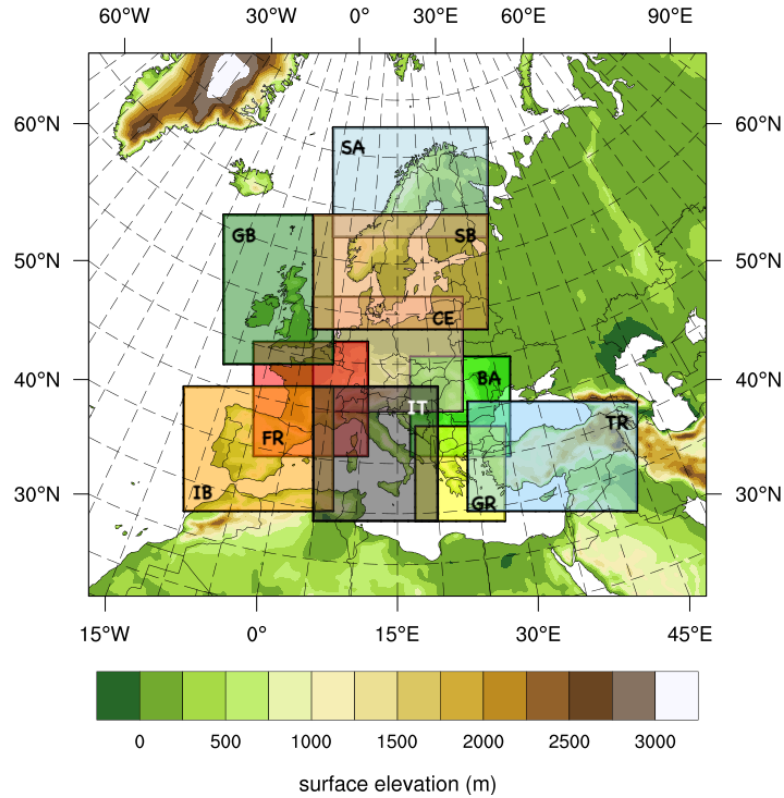 60°W 30°W 0° 30°E 60°E 90°E
60°N 60°N
SA
GB SB
50°N 50°N
CE
40°N 40°N
BA
IT
FR TR
30°N IB GR 30°N
15°W 0° 15°E 30°E 45°E
0 500 1000 1500 2000 2500 3000
surface elevation (m)